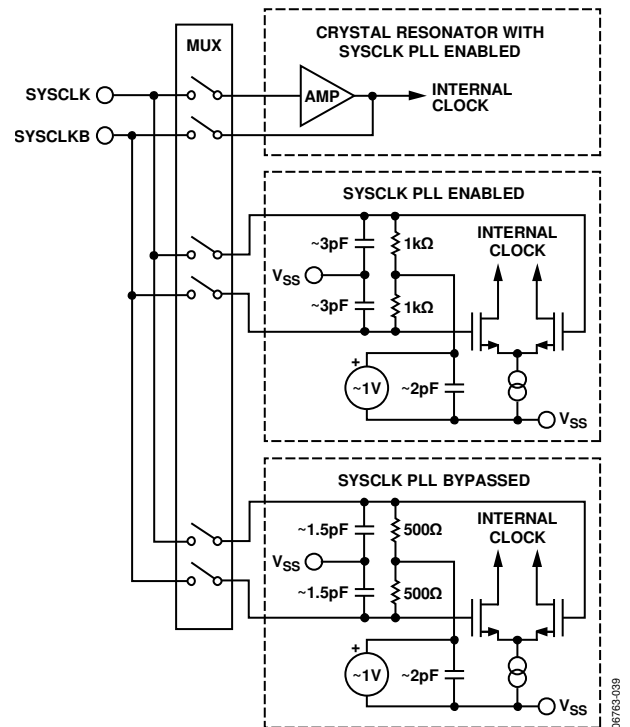 MUX
CRYSTAL RESONATOR WITH
SYSCLK PLL ENABLED
SYSCLK
SYSCLKB
AMP
INTERNAL
CLOCK
SYSCLK PLL ENABLED
~3pF
1kΩ
INTERNAL
CLOCK
VSS
~3pF
1kΩ
+
~1V
~2pF
VSS
SYSCLK PLL BYPASSED
~1.5pF
500Ω
INTERNAL
CLOCK
VSS
~1.5pF
500Ω
+
~1V
~2pF
VSS
06763-039